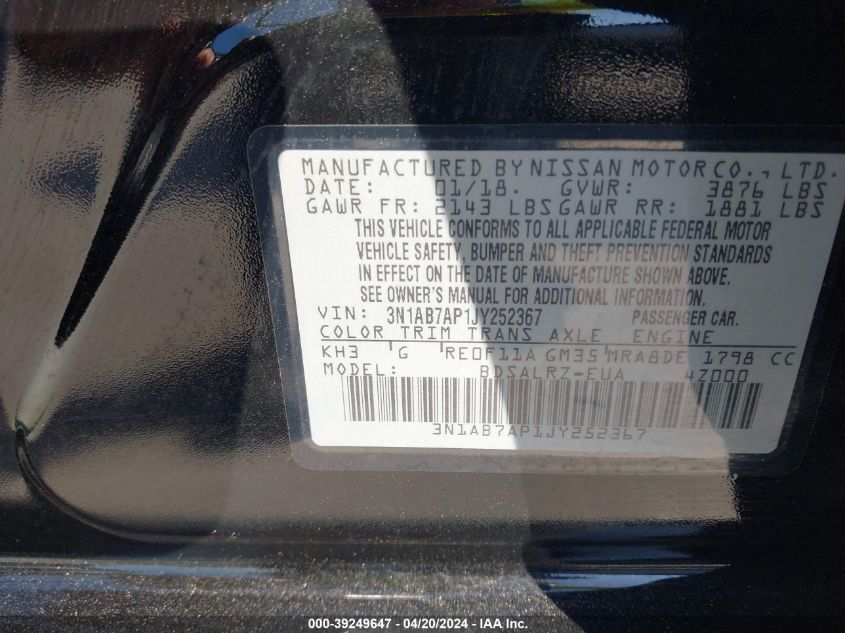 MANUFACTURED BY NISSAN MOTOR CO., LTD.
DATE: 01/18. GVWR: 3876 LBS
GAWR FR: 2143 LBS GAWR RR: 1881 LBS
THIS VEHICLE CONFORMS TO ALL APPLICABLE FEDERAL MOTOR
VEHICLE SAFETY, BUMPER AND THEFT PREVENTION STANDARDS
IN EFFECT ON THE DATE OF MANUFACTURE SHOWN ABOVE.
SEE OWNER'S MANUAL FOR ADDITIONAL INFORMATION.
VIN: 3N1AB7AP1JY252367 PASSENGER CAR.
COLOR TRIM TRANS AXLE ENGINE
KH3 G RE0F11A GM35 MRA8DE 1798 CC
MODEL: BDSALRZ-EUA 4Z000
3N1AB7AP1JY252367
000-39249647 - 04/20/2024 - IAA Inc.